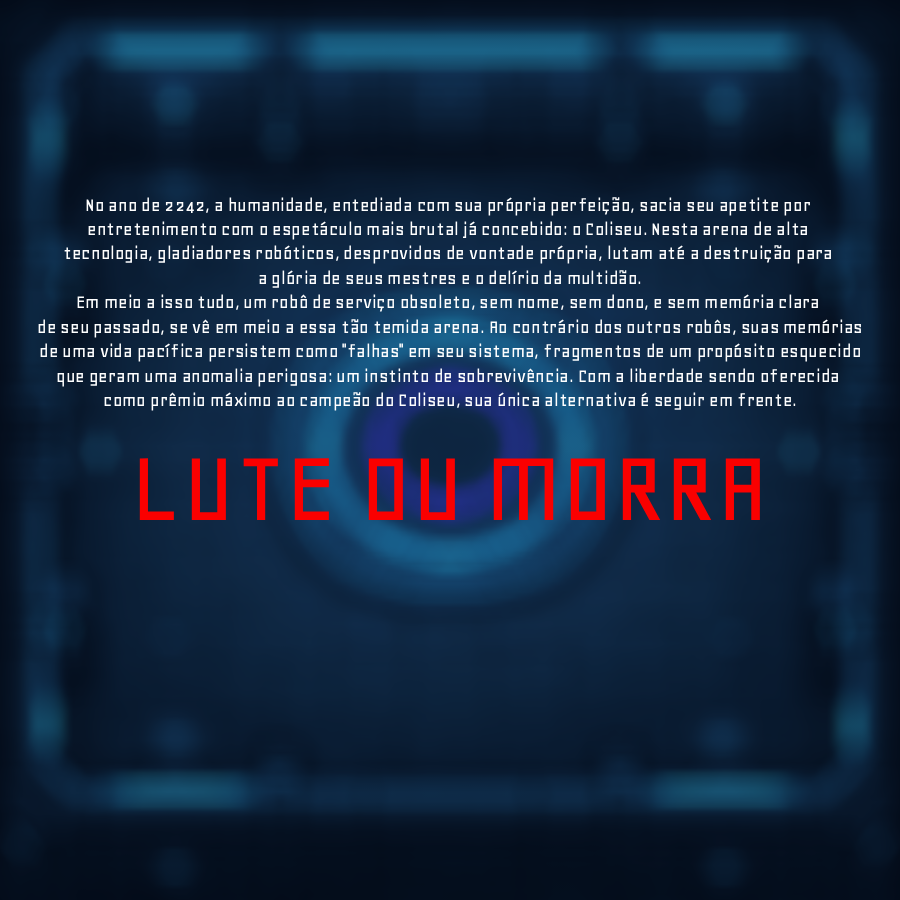 No ano de 2242, a humanidade, entediada com sua própria perfeição, sacia seu apetite por
entretenimento com o espetáculo mais brutal já concebido: o Coliseu. Nesta arena de alta
tecnologia, gladiadores robóticos, desprovidos de vontade própria, lutam até a destruição para
a glória de seus mestres e o delírio da multidão.
Em meio a isso tudo, um robô de serviço obsoleto, sem nome, sem dono, e sem memória clara
de seu passado, se vê em meio a essa tão temida arena. Ao contrário dos outros robôs, suas memórias
de uma vida pacífica persistem como "falhas" em seu sistema, fragmentos de um propósito esquecido
que geram uma anomalia perigosa: um instinto de sobrevivência. Com a liberdade sendo oferecida
como prêmio máximo ao campeão do Coliseu, sua única alternativa é seguir em frente.
LUTE OU MORRA